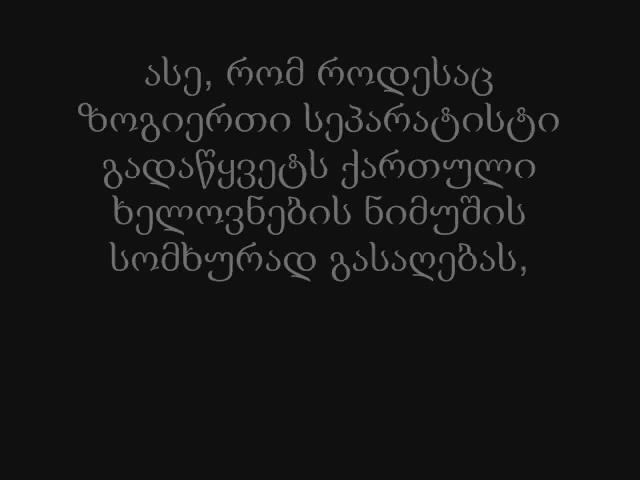 ასე, რომ როდესაც
ზოგიერთი სეპარატისტი
გადაწყვეტს ქართული
ხელოვნების ნიმუშის
სომხურად გასაღებას,